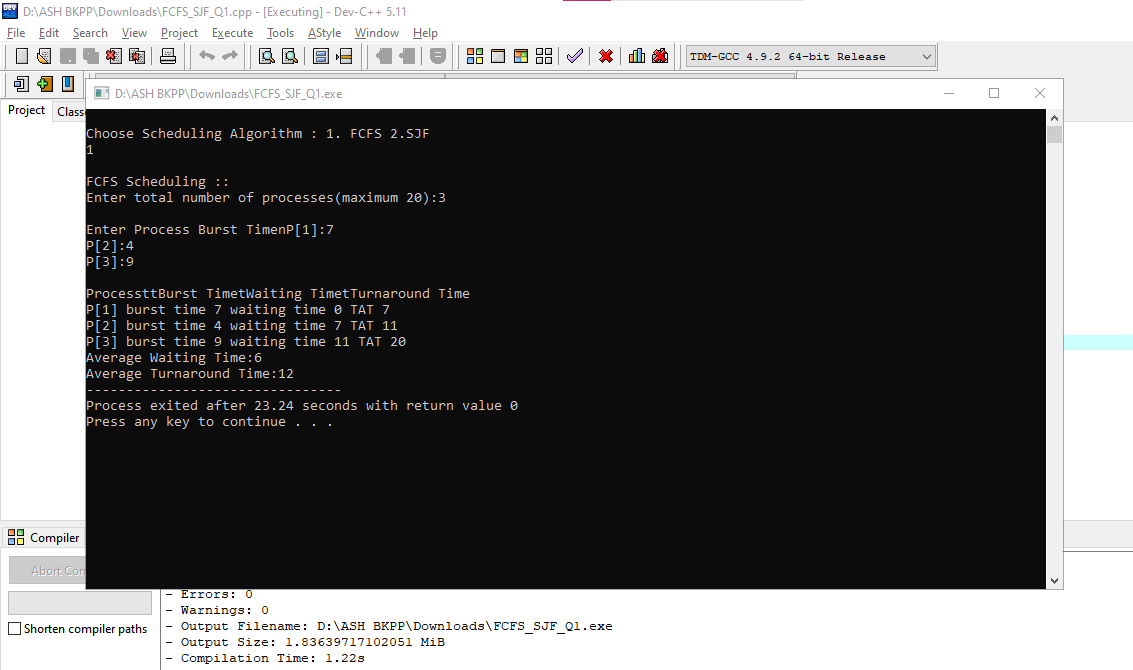 D:\ASH BKPP\Downloads\FCFS_SJF_Q1.cpp - [Executing] - Dev-C++ 5.11
File Edit Search View Project Execute Tools AStyle Window Help
TDM-GCC 4.9.2 64-bit Release
Project
D:\ASH BKPP\Downloads\FCFS_SJF_Q1.exe
Choose Scheduling Algorithm : 1. FCFS 2.SJF
1
FCFS Scheduling ::
Enter total number of processes(maximum 20):3
Enter Process Burst TimenP[1]:7
P[2]:4
P[3]:9
ProcessttBurst TimetWaiting TimetTurnaround Time
P[1] burst time 7 waiting time 0 TAT 7
P[2] burst time 4 waiting time 7 TAT 11
P[3] burst time 9 waiting time 11 TAT 20
Average Waiting Time:6
Average Turnaround Time:12
--------------------------------
Process exited after 23.24 seconds with return value 0
Press any key to continue . . .
Compiler
Abort
Shorten compiler paths
- Errors: 0
- Warnings: 0
- Output Filename: D:\ASH BKPP\Downloads\FCFS_SJF_Q1.exe
- Output Size: 1.83639717102051 MiB
- Compilation Time: 1.22s